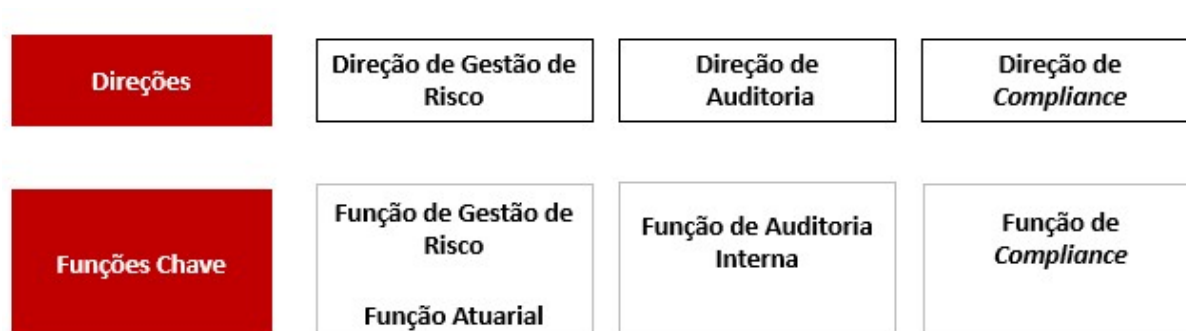 Direções
Direção de Gestão de
Risco
Direção de
Auditoria
Direção de
Compliance
Funções Chave
Função de Gestão de
Risco
Função Atuarial
Função de Auditoria
Interna
Função de
Compliance